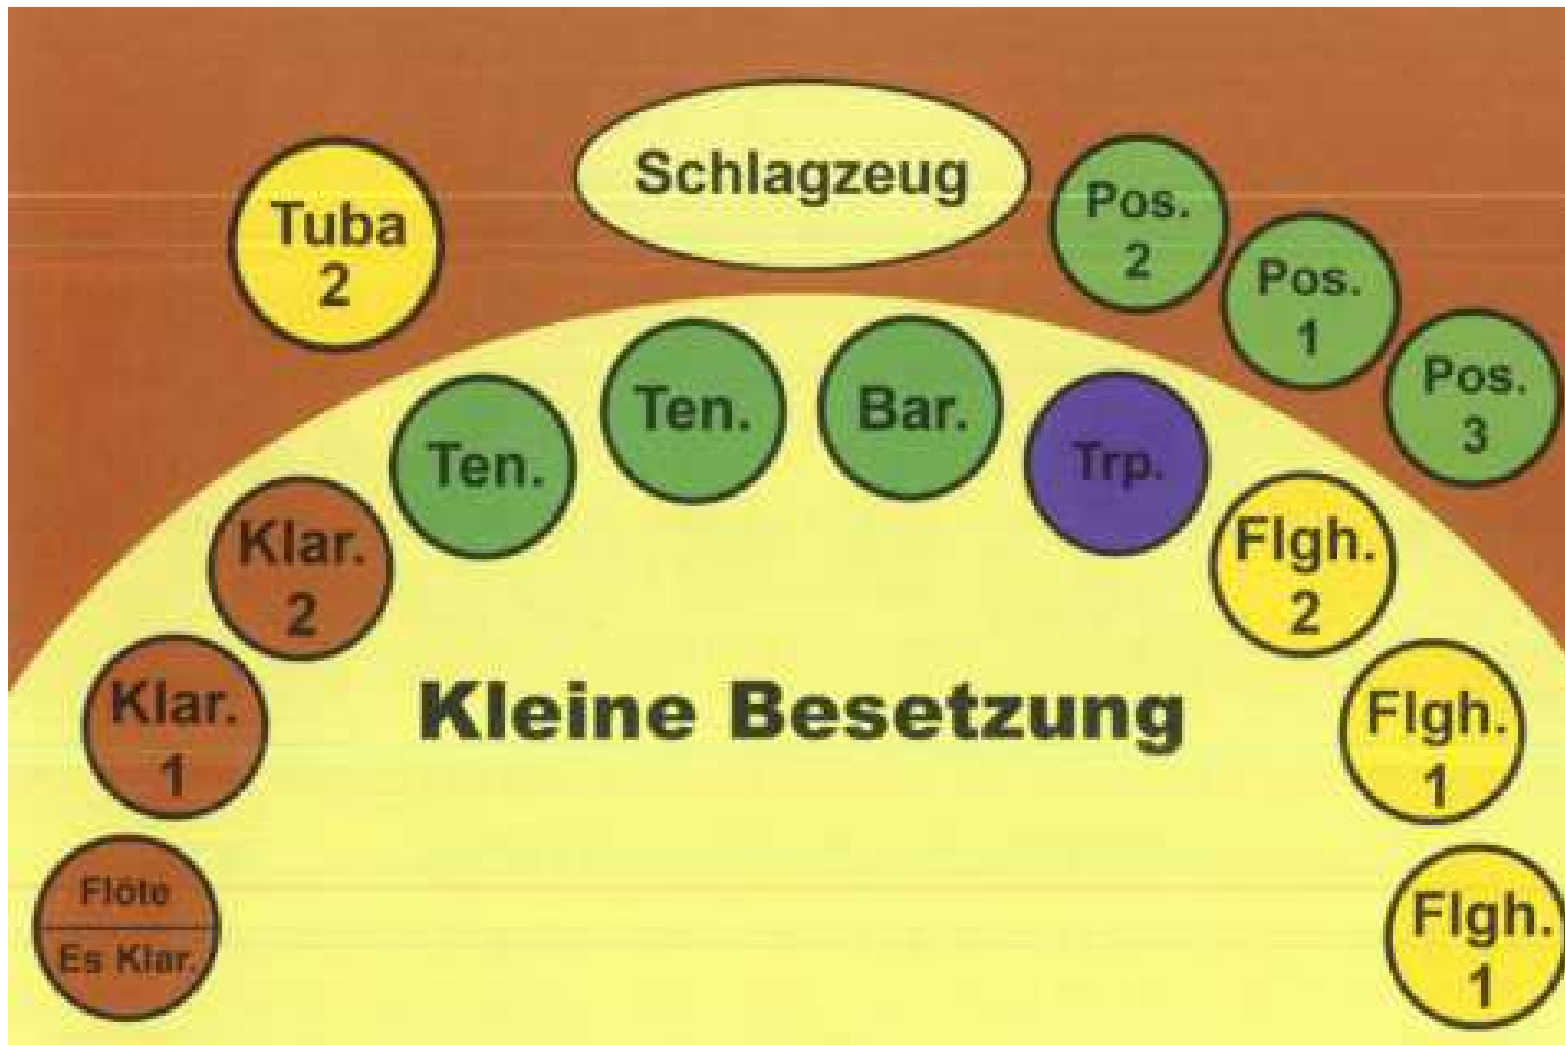 Schlagzeug
Tuba
2
Pos.
2
Pos.
1
Pos.
3
Ten.
Ten.
Bar.
Trp.
Klar.
2
Flgh.
2
Klar.
1
Flgh.
1
Flöte
Es Klar.
Flgh.
1
Kleine Besetzung